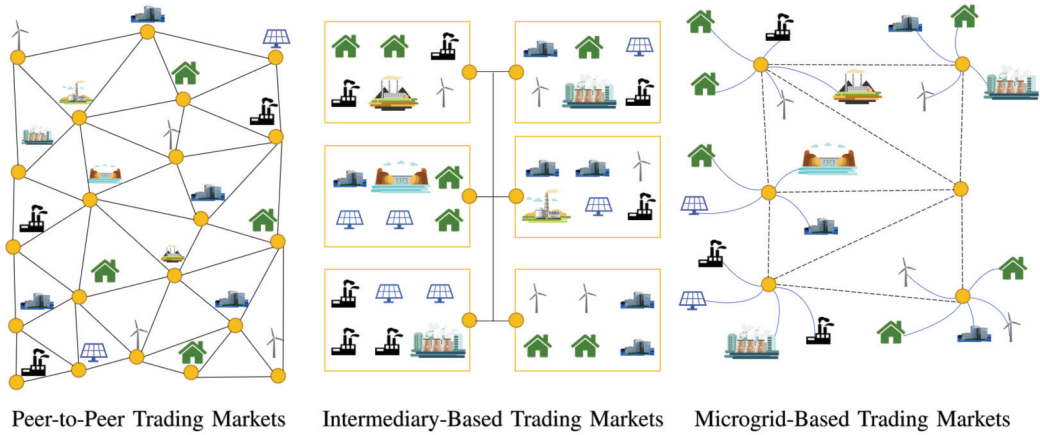 Peer-to-Peer Trading Markets
Intermediary-Based Trading Markets
Microgrid-Based Trading Markets